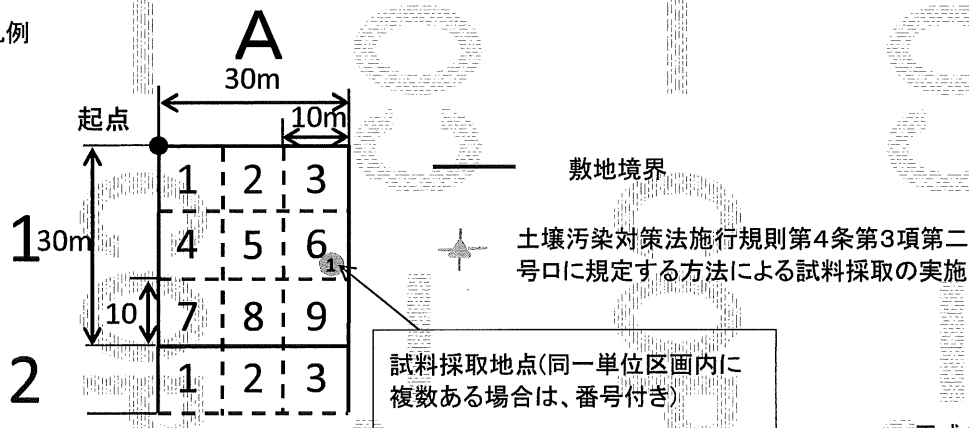 例
A
30m
起点
10m
1 2 3
敷地境界
1
30m
4 5 6
1
土壌汚染対策法施行規則第4条第3項第二
号ロに規定する方法による試料採取の実施
10
7 8 9
2
1 2 3
試料採取地点(同一単位区画内に
複数ある場合は、番号付き)